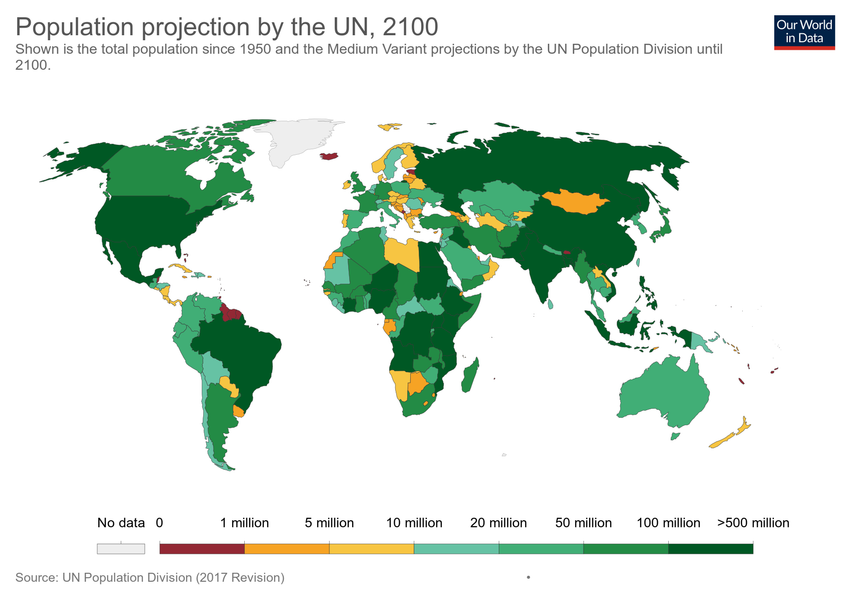 Population projection by the UN, 2100
Our World
in Data
Shown is the total population since 1950 and the Medium Variant projections by the UN Population Division until
2100.
No data 0 1 million 5 million 10 million 20 million 50 million 100 million >500 million
Source: UN Population Division (2017 Revision)